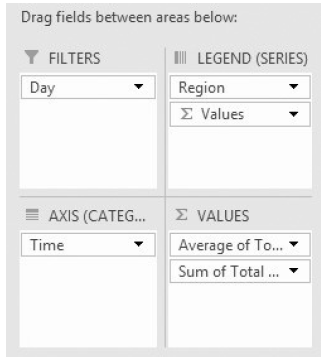 Drag fields between areas below:
FILTERS
LEGEND (SERIES)
Day
Region
Σ Values
AXIS (CATEG...
Σ VALUES
Time
Average of To...
Sum of Total ...